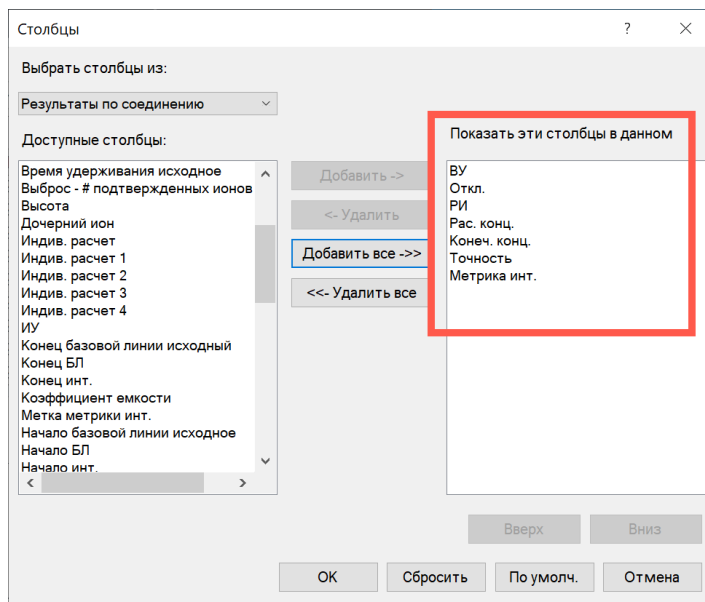 Столбцы
?
Выбрать столбцы из:
Результаты по соединению
Доступные столбцы:
Время удерживания исходное
Выброс - # подтвержденных ионов
Высота
Дочерний ион
Индив. расчет
Индив. расчет 1
Индив. расчет 2
Индив. расчет 3
Индив. расчет 4
ИУ
Конец базовой линии исходный
Конец БЛ
Конец инт.
Коэффициент емкости
Метка метрики инт.
Начало базовой линии исходное
Начало БЛ
Начало инт.
Добавить ->
<- Удалить
Добавить все ->>
<<- Удалить все
Показать эти столбцы в данном
ВУ
Откл.
РИ
Рас. конц.
Конеч. конц.
Точность
Метрика инт.
Вверх
Вниз
OK
Сбросить
По умолч.
Отмена